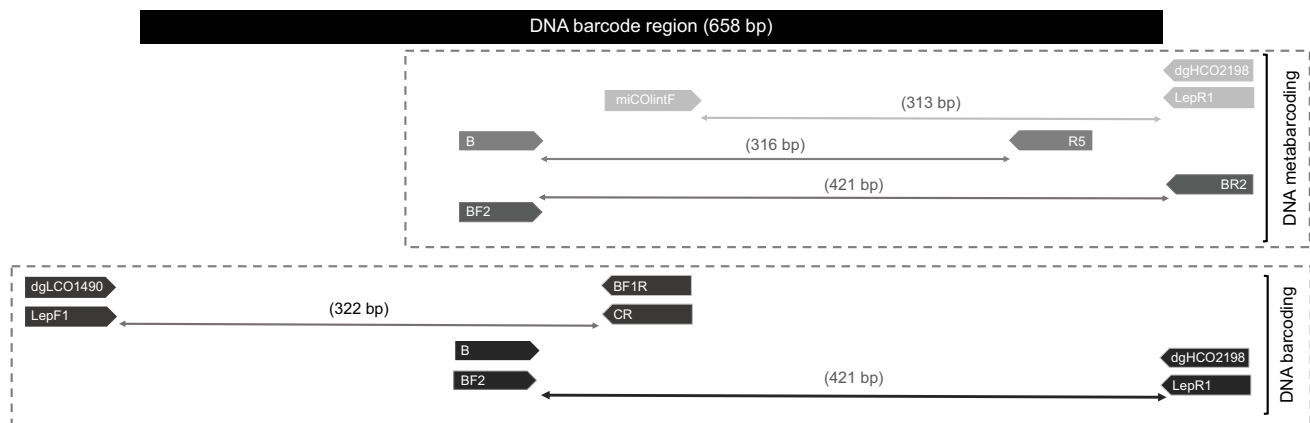 DNA barcode region (658 bp)
dgHCO2198
miCOlintF
(313 bp)
LepR1
B
(316 bp)
R5
(421 bp)
BR2
BF2
DNA metabarcoding
dgLCO1490
BF1R
(322 bp)
LepF1
CR
B
dgHCO2198
BF2
(421 bp)
LepR1
DNA barcoding